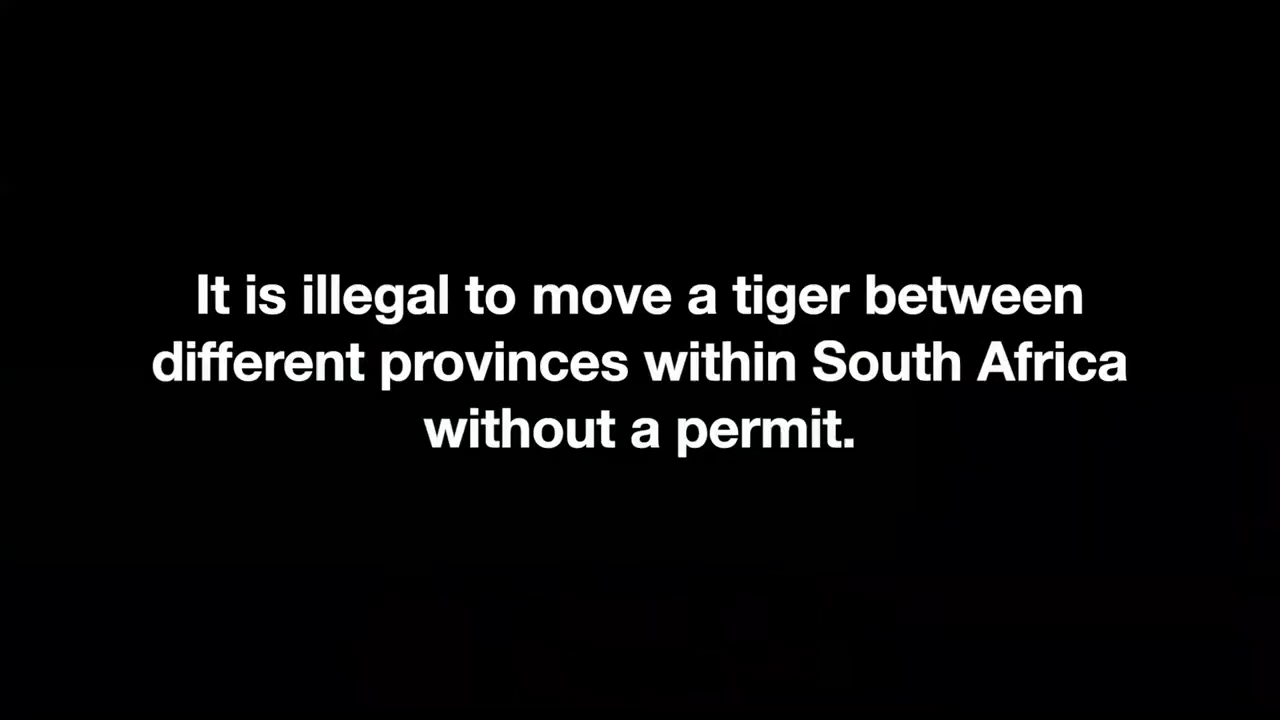 It is illegal to move a tiger between
different provinces within South Africa
without a permit.